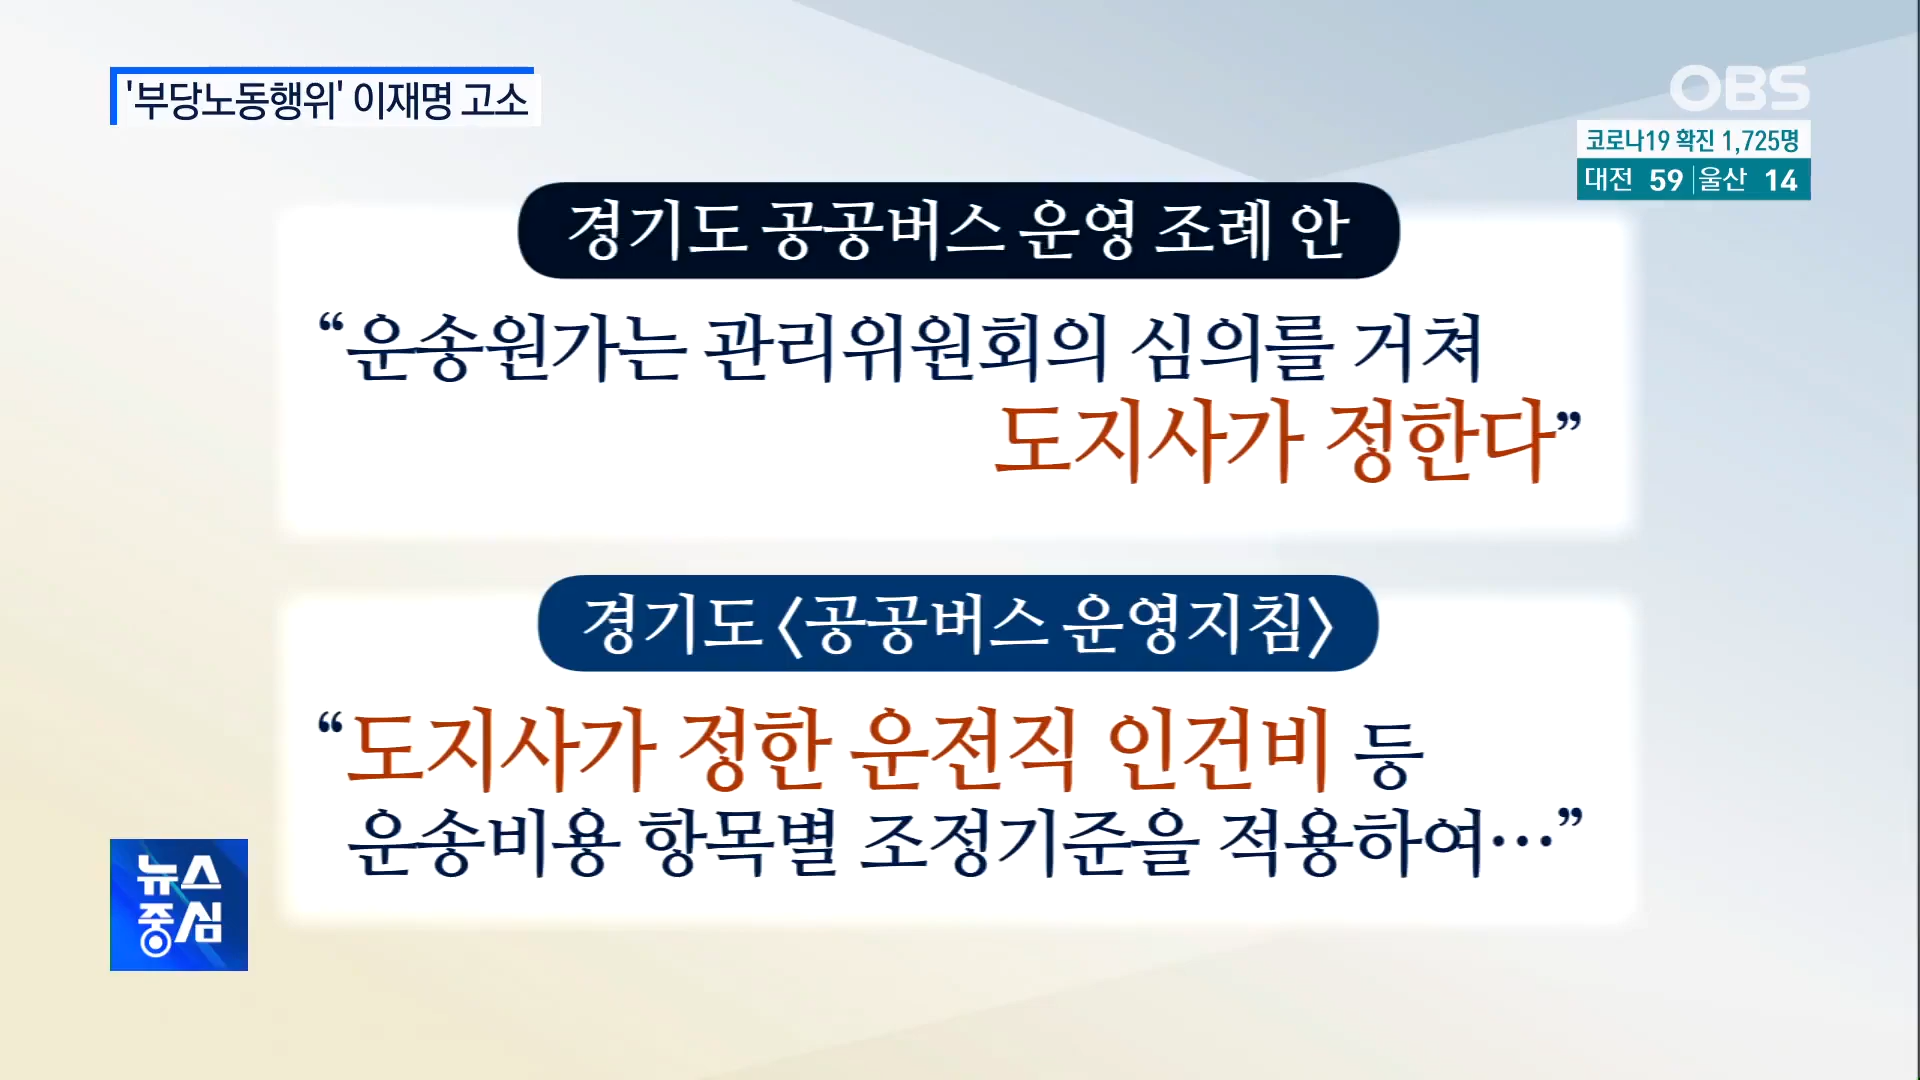 '부당노동행위' 이재명 고소
OBS
코로나19 확진 1,725명
대전 59 울산 14
경기도 공공버스 운영 조례 안
“운송원가는 관리위원회의 심의를 거쳐
도지사가 정한다”
경기도 〈공공버스 운영지침〉
“도지사가 정한 운전직 인건비 등
운송비용 항목별 조정기준을 적용하여…”
뉴스
중심